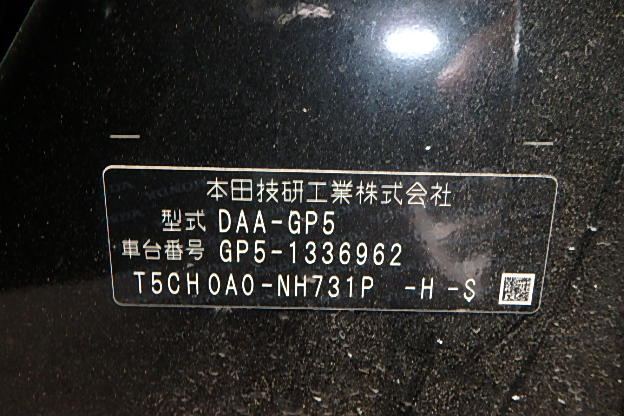 本田技研工業株式会社
型式 DAA-GP5
車台番号 GP5-1336962
T5CH0A0-NH731P -H -S